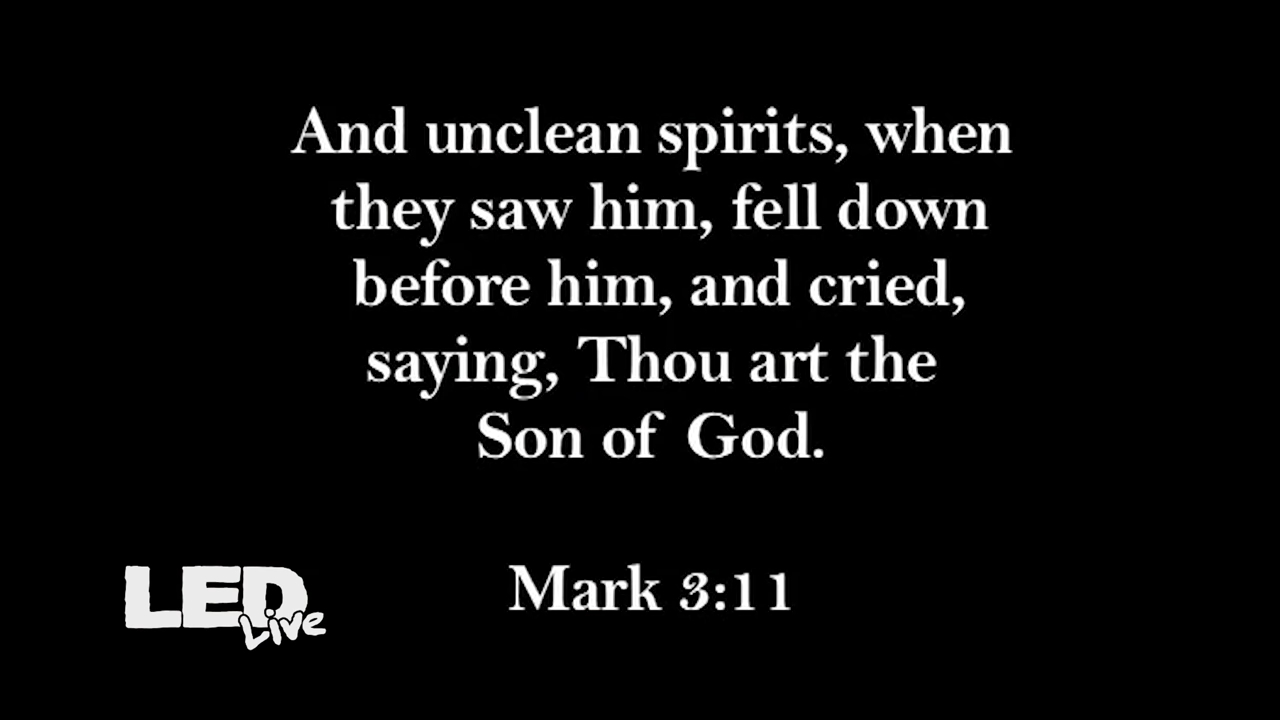 And unclean spirits, when
they saw him, fell down
before him, and cried,
saying, Thou art the
Son of God.
Mark 3:11
LED
Live